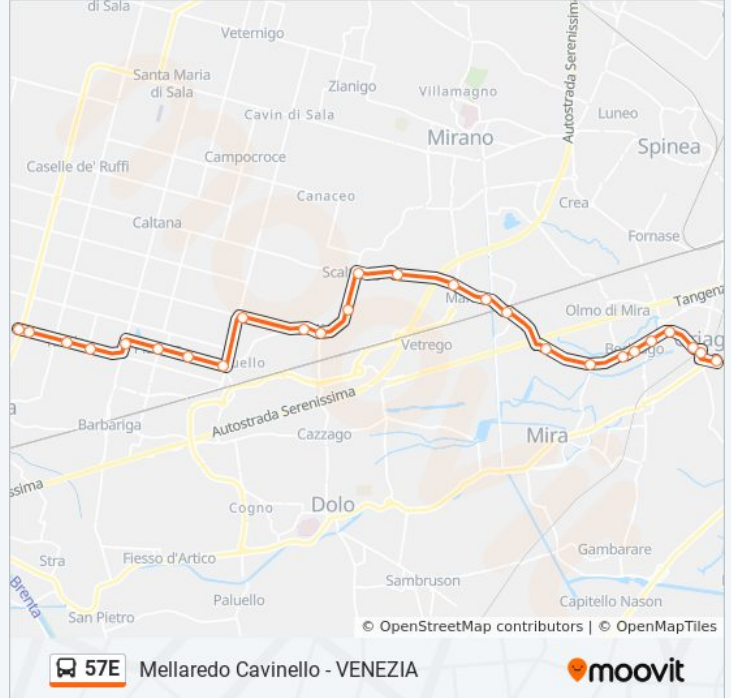 di Sala
Veternigo
Santa Maria
di Sala
Zianigo
Villamagno
Autostrada Serenissima
Luneo
Cavin di Sala
Mirano
Spinea
Campocroce
Caselle de' Ruffi
Canaceo
Crea
Caltana
Fornase
Scal
Tangenz
Olmo di Mira
Vetrego
uello
Autostrada Serenissima
Barbariga
Cazzago
Mira
ssima
Dolo
Cogno
Gambarare
Stra
Fiesso d'Artico
Sambruson
Brenta
Paluello
Capitello Nason
San Pietro
© OpenStreetMap contributors | © OpenMapTiles
57E Mellaredo Cavinello - VENEZIA
moovit